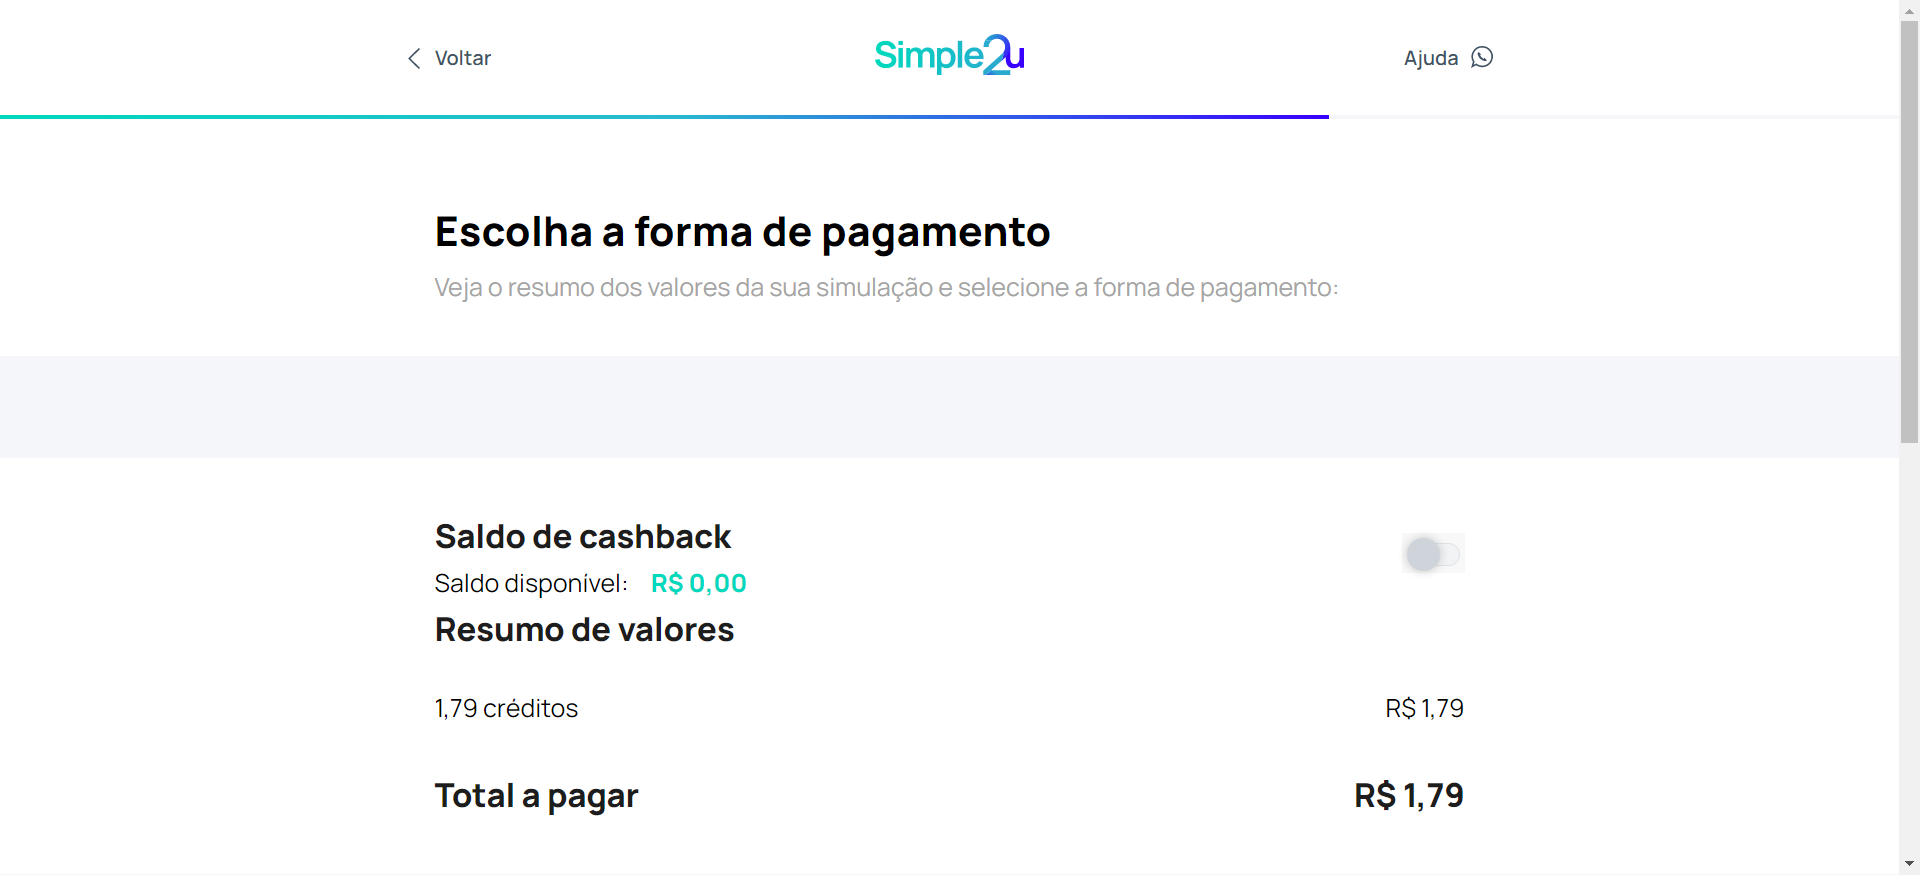 Voltar
Simple2u
Ajuda
Escolha a forma de pagamento
Veja o resumo dos valores da sua simulação e selecione a forma de pagamento:
Saldo de cashback
Saldo disponível: R$ 0,00
Resumo de valores
1,79 créditos R$ 1,79
Total a pagar R$ 1,79